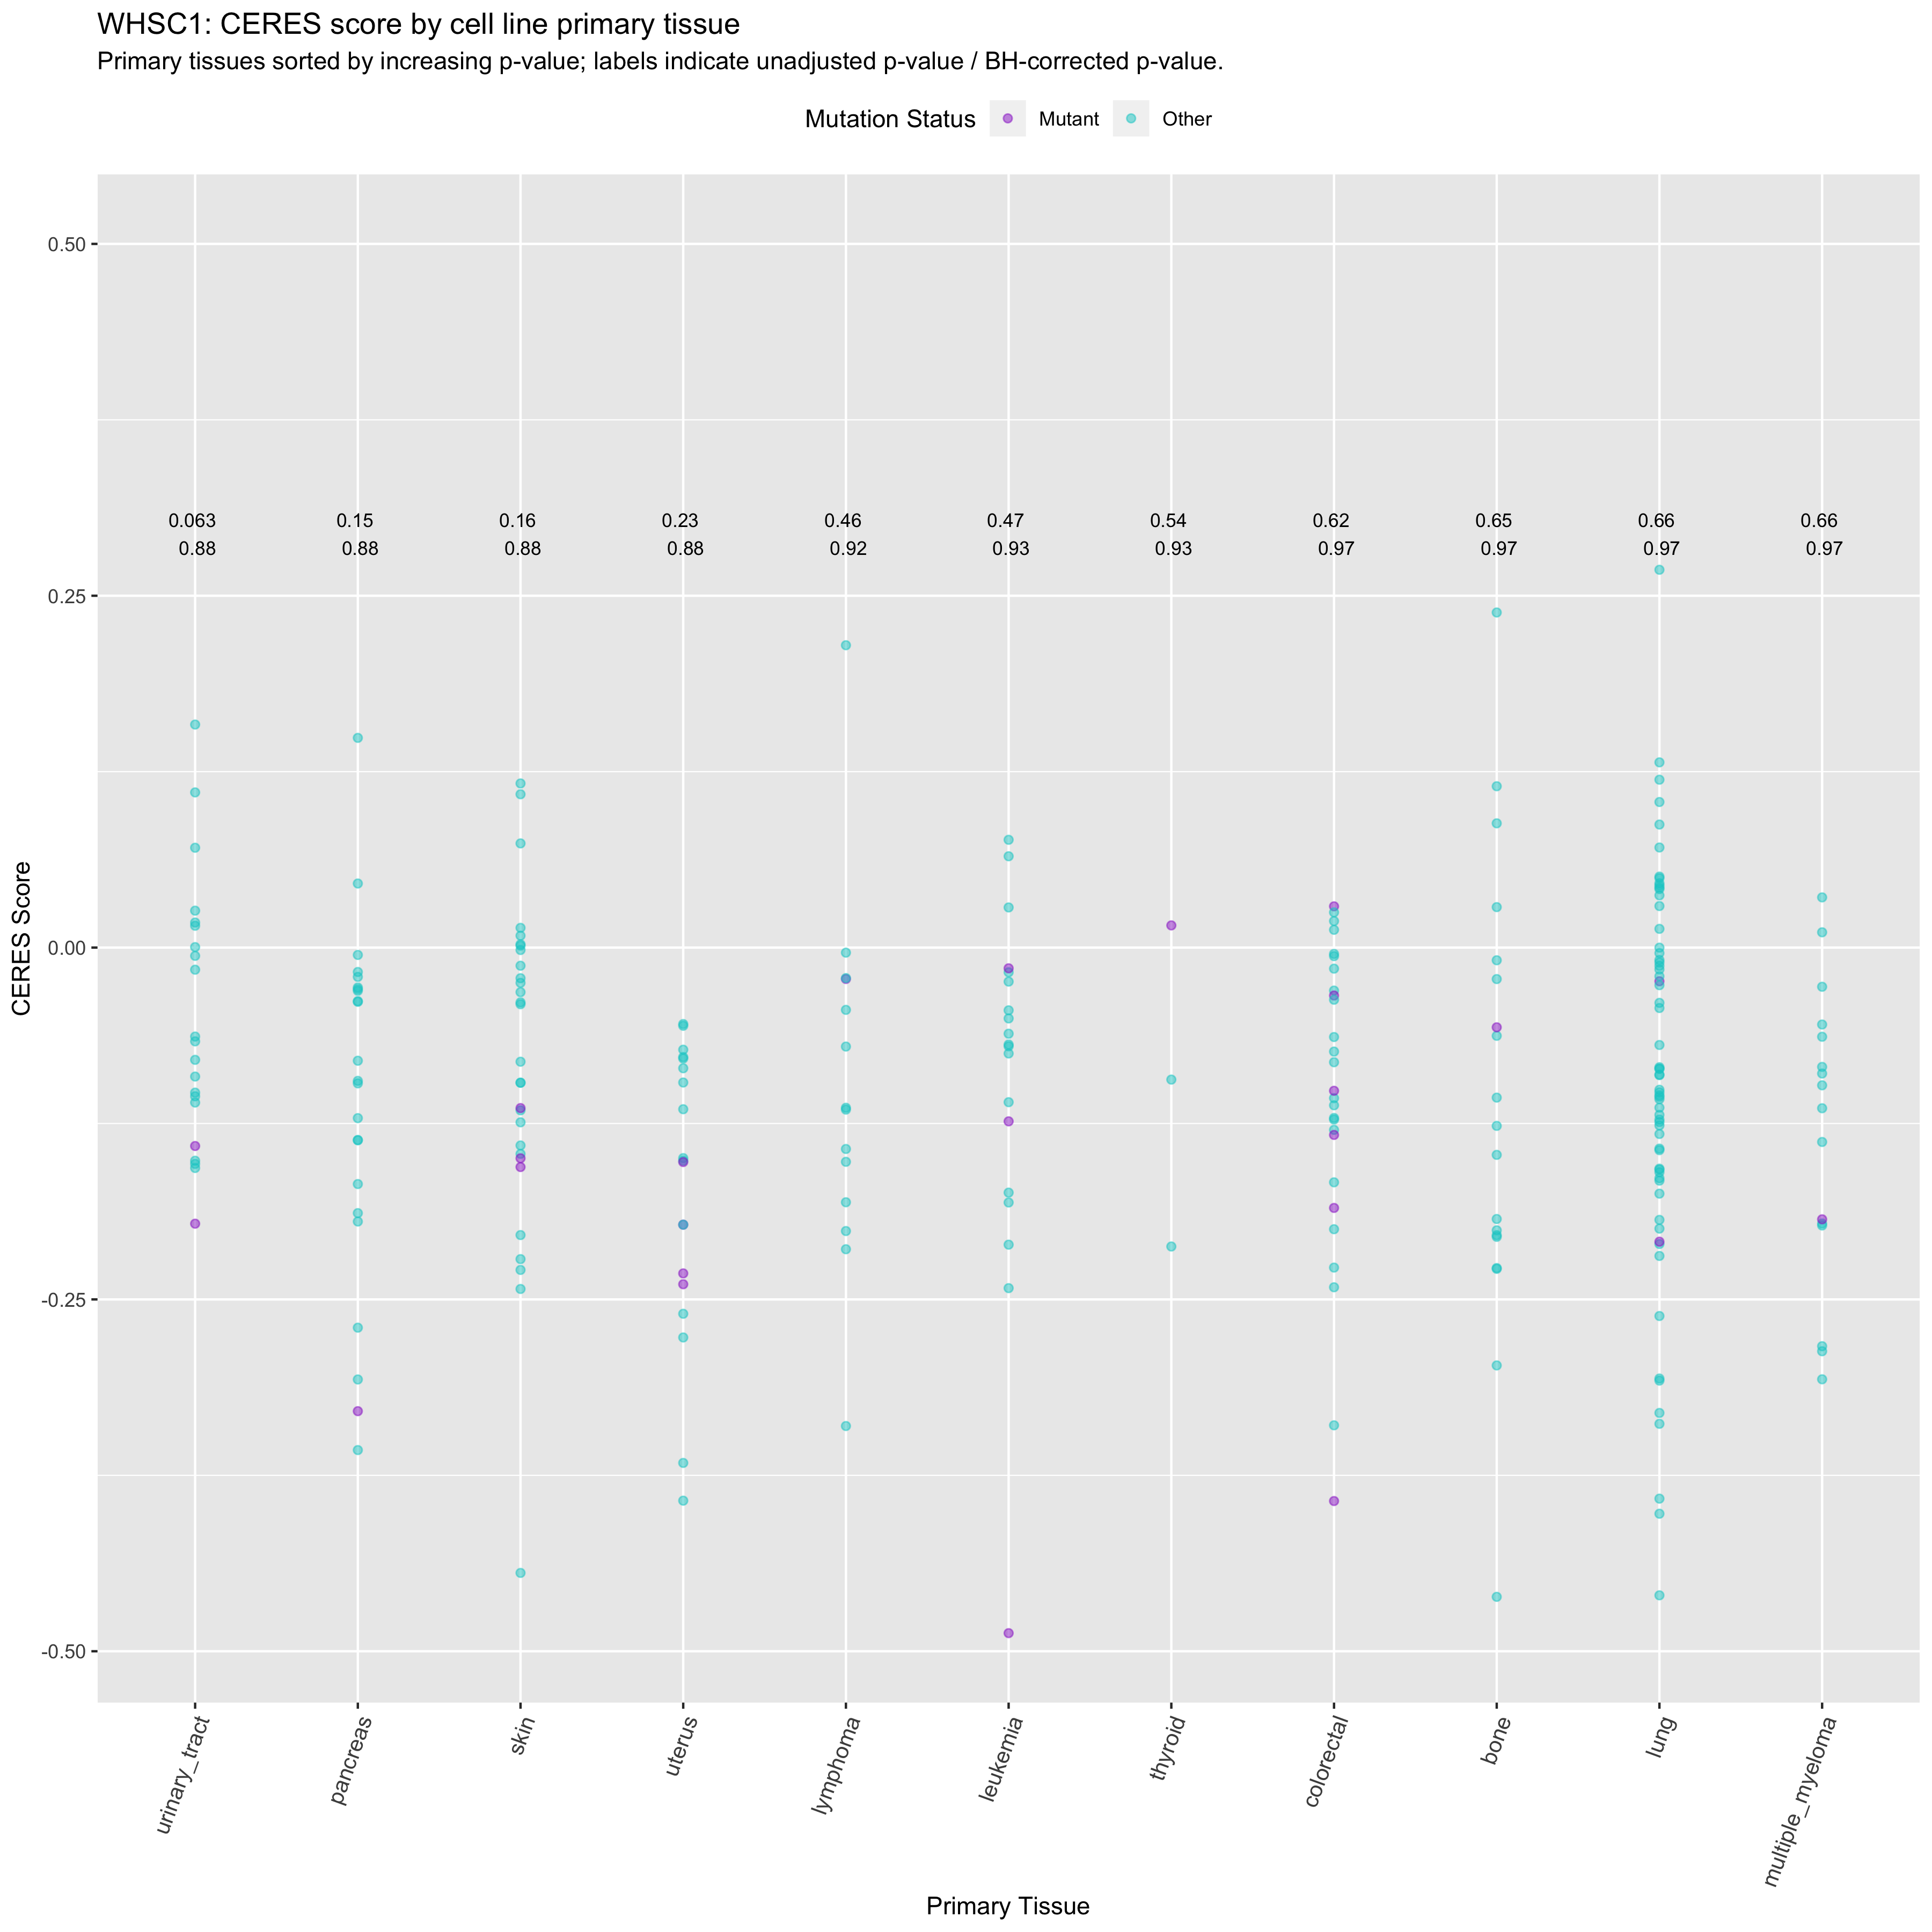 WHSC1: CERES score by cell line primary tissue
Primary tissues sorted by increasing p-value; labels indicate unadjusted p-value / BH-corrected p-value.
Mutation Status Mutant Other
0.50
0.063 0.15 0.16 0.23 0.46 0.47 0.54 0.62 0.65 0.66 0.66
0.88 0.88 0.88 0.88 0.92 0.93 0.93 0.97 0.97 0.97 0.97
0.25
0.00
-0.25
-0.50
CERES Score
urinary_tract pancreas skin uterus lymphoma leukemia thyroid colorectal bone lung multiple_myeloma
Primary Tissue